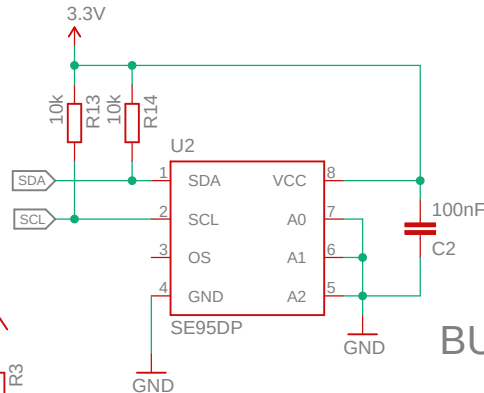 3.3V
10k
R13
10k
R14
U2
SDA
SCL
1
2
3
4
SDA
SCL
OS
GND
VCC
A0
A1
A2
8
7
6
5
100nF
C2
SE95DP
GND
GND
R3
BU